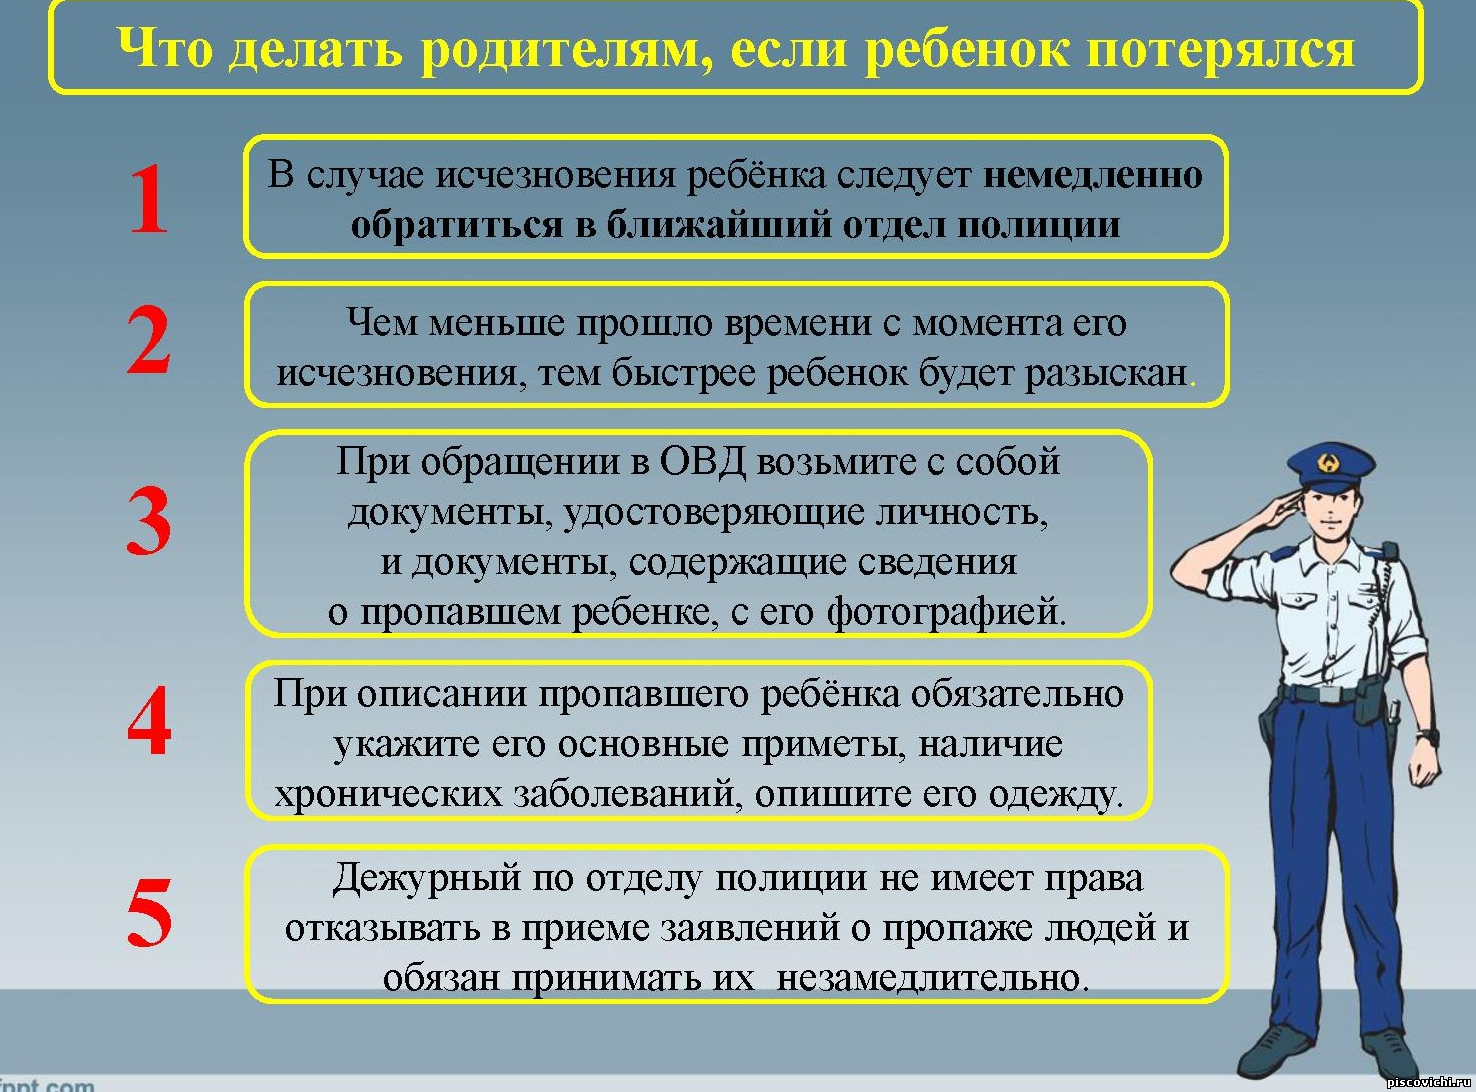 Что делать родителям, если ребенок потерялся
1
В случае исчезновения ребёнка следует немедленно
обратиться в ближайший отдел полиции
2
Чем меньше прошло времени с момента его
исчезновения, тем быстрее ребенок будет разыскан.
3
При обращении в ОВД возьмите с собой
документы, удостоверяющие личность,
и документы, содержащие сведения
о пропавшем ребенке, с его фотографией.
4
При описании пропавшего ребёнка обязательно
укажите его основные приметы, наличие
хронических заболеваний, опишите его одежду.
5
Дежурный по отделу полиции не имеет права
отказывать в приеме заявлений о пропаже людей и
обязан принимать их  незамедлительно.
fppt.com
piscovichi.ru